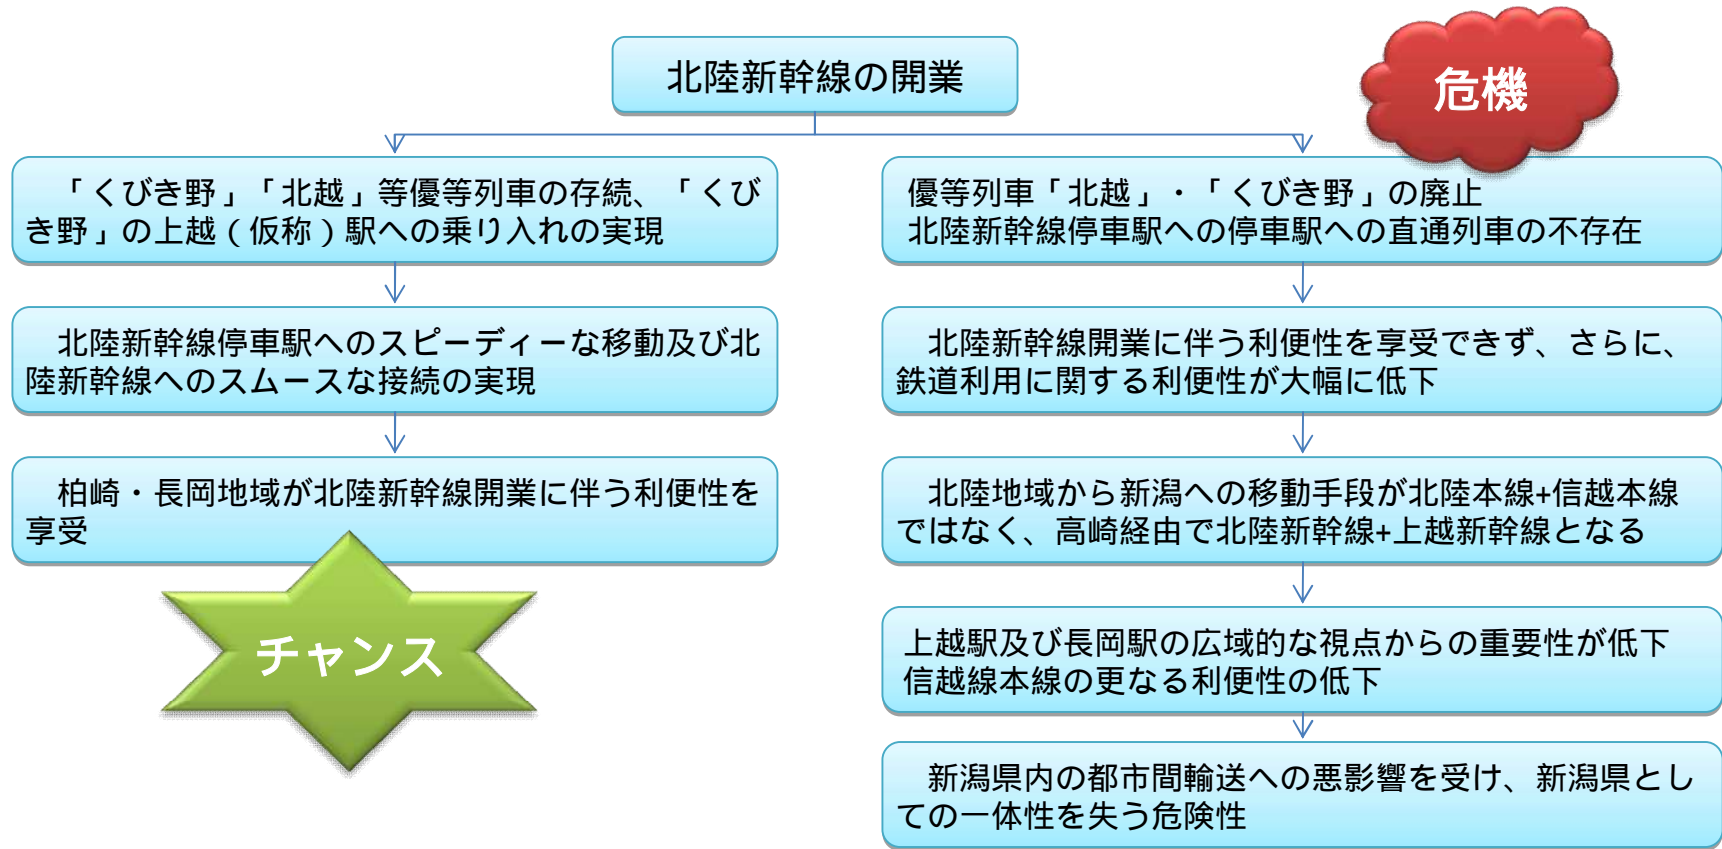 北陸新幹線の開業
危機
「くびき野」「北越」等優等列車の存続、「くび
き野」の上越(仮称)駅への乗り入れの実現
北陸新幹線停車駅へのスピーディーな移動及び北
陸新幹線へのスムースな接続の実現
柏崎・長岡地域が北陸新幹線開業に伴う利便性を
享受
チャンス
優等列車「北越」・「くびき野」の廃止
北陸新幹線停車駅への停車駅への直通列車の不存在
北陸新幹線開業に伴う利便性を享受できず、さらに、
鉄道利用に関する利便性が大幅に低下
北陸地域から新潟への移動手段が北陸本線+信越本線
ではなく、高崎経由で北陸新幹線+上越新幹線となる
上越駅及び長岡駅の広域的な視点からの重要性が低下
信越線本線の更なる利便性の低下
新潟県内の都市間輸送への悪影響を受け、新潟県とし
ての一体性を失う危険性